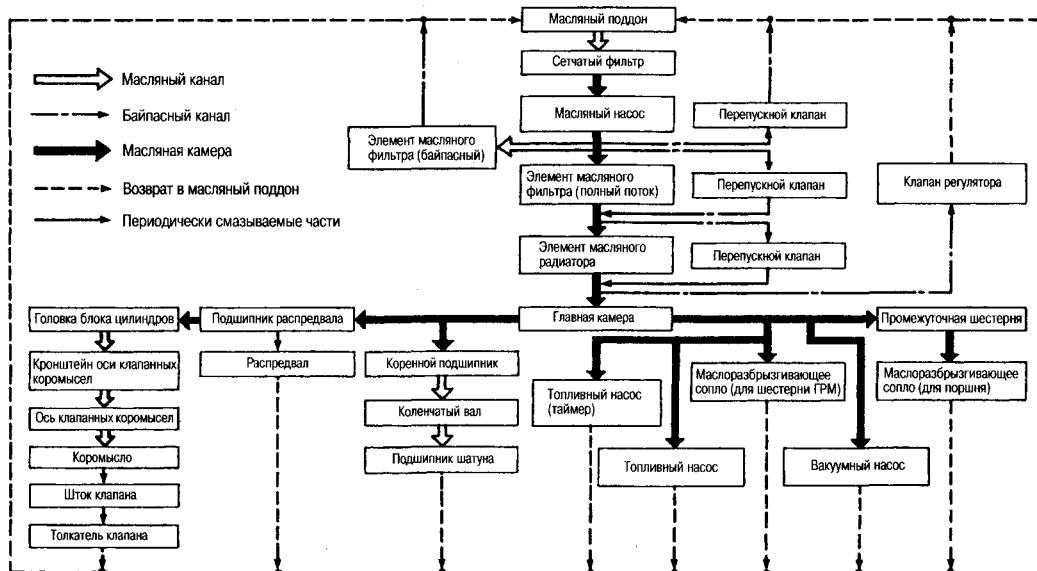 Масляный поддон
Сетчатый фильтр
Масляный канал
Байпасный канал
Масляный насос
Перепускной клапан
Элемент масляного
фильтра (байпасный)
Масляная камера
Элемент масляного
фильтра (полный поток)
Перепускной клапан
Клапан регулятора
Возврат в масляный поддон
Периодически смазываемые части
Элемент масляного
радиатора
Перепускной клапан
Головка блока цилиндров
Подшипник распредвала
Главная камера
Промежуточная шестерня
Кронштейн оси клапанных
коромысел
Распредвал
Коренной подшипник
Топливный насос
(таймер)
Маслоразбрызгивающее
сопло (для шестерни ГРМ)
Маслоразбрызгивающее
сопло (для поршня)
Ось клапанных коромысел
Коленчатый вал
Коромысло
Подшипник шатуна
Топливный насос
Вакуумный насос
Шток клапана
Толкатель клапана